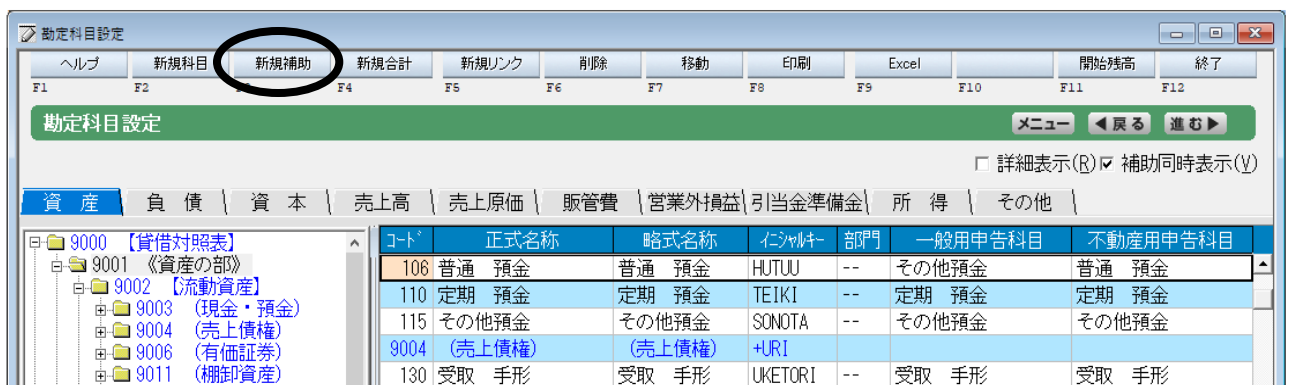 勘定科目設定
ヘルプ 新規科目 新規補助 新規合計 新規リンク 削除 移動 印刷 Excel 開始残高 終了
F1 F2 F4 F5 F6 F7 F8 F9 F10 F11 F12
勘定科目設定 メニュー ◀戻る 進む▶
詳細表示(R) 補助同時表示(V)
資 産 負 債 資 本 売上高 売上原価 販管費 営業外損益 引当金準備金 所 得 その他
9000 【貸借対照表】
9001 《資産の部》
9002 【流動資産】
9003 (現金・預金)
9004 (売上債権)
9006 (有価証券)
9011 (棚卸資産)
コード 正式名称 略式名称 イニシャルキー 部門 一般用申告科目 不動産用申告科目
106 普通 預金 普通 預金 HUTUU -- その他預金 普通 預金
110 定期 預金 定期 預金 TEIKI -- 定期 預金 定期 預金
115 その他預金 その他預金 SONOTA -- その他預金 その他預金
9004 (売上債権) (売上債権) +URI
130 受取 手形 受取 手形 UKETORI -- 受取 手形 受取 手形